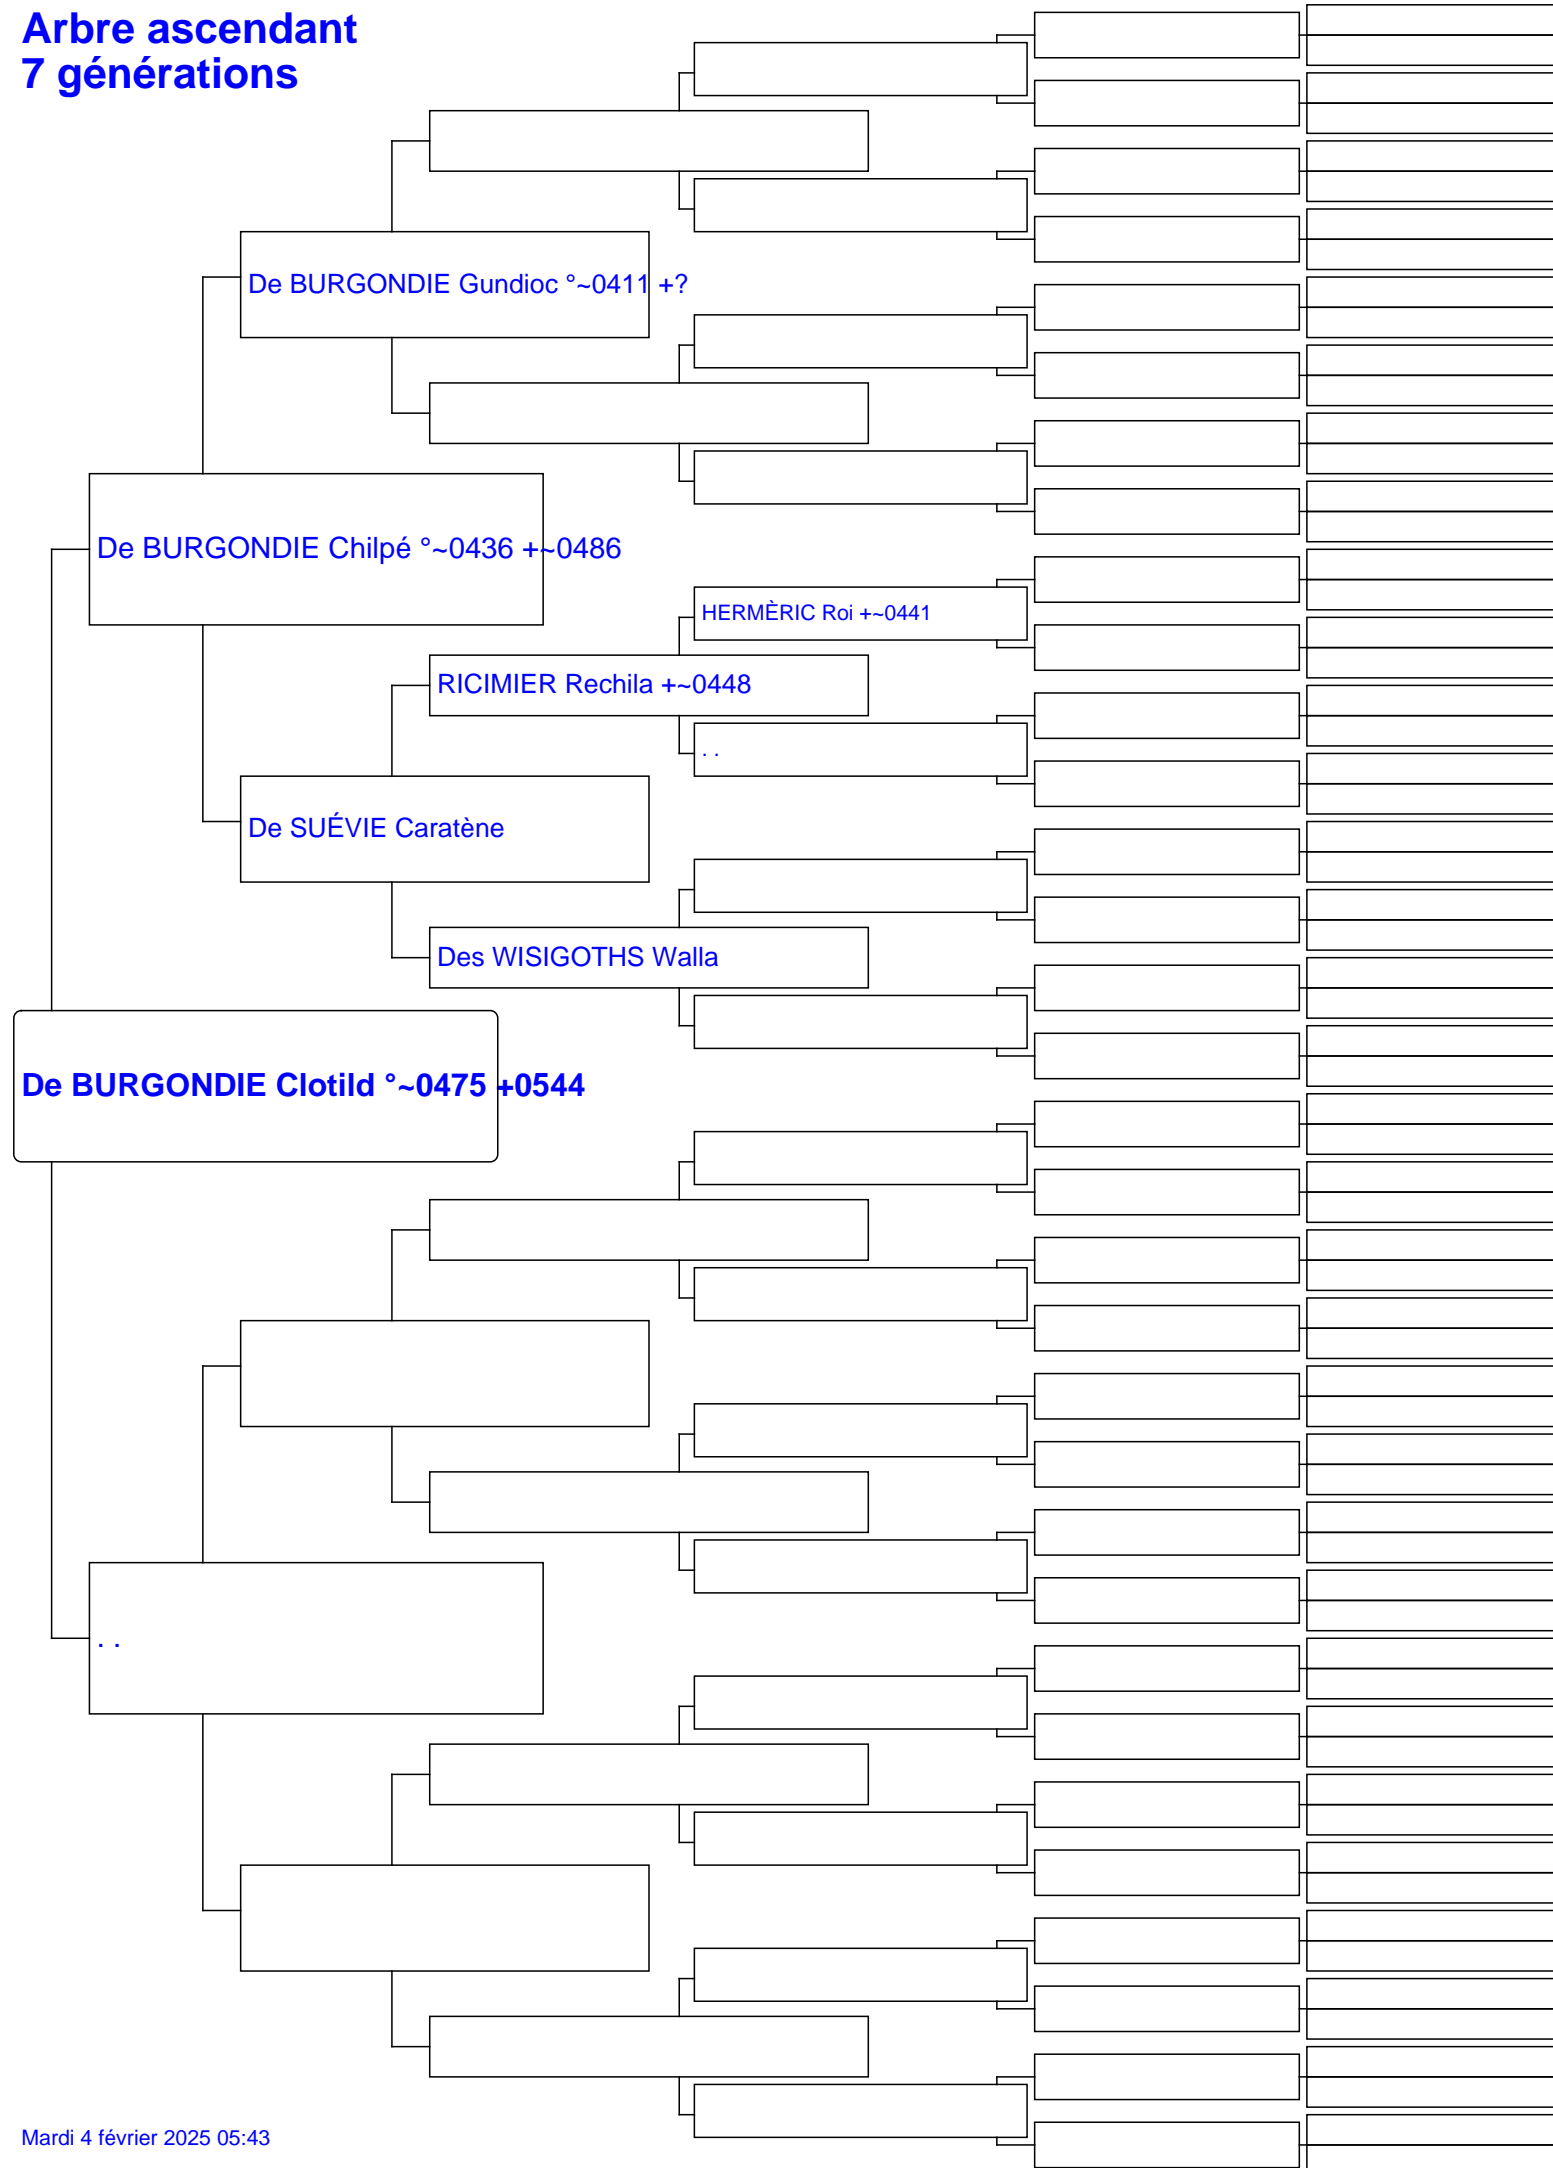 Arbre ascendant
7 générations
De BURGONDIE Gundioc °~0411 +?
De BURGONDIE Chilpé °~0436 +~0486
HERMÈRIC Roi +~0441
RICIMIER Rechila +~0448
. .
De SUÉVIE Caratène
Des WISIGOTHS Walla
De BURGONDIE Clotild °~0475 +0544
. .
Mardi 4 février 2025 05:43